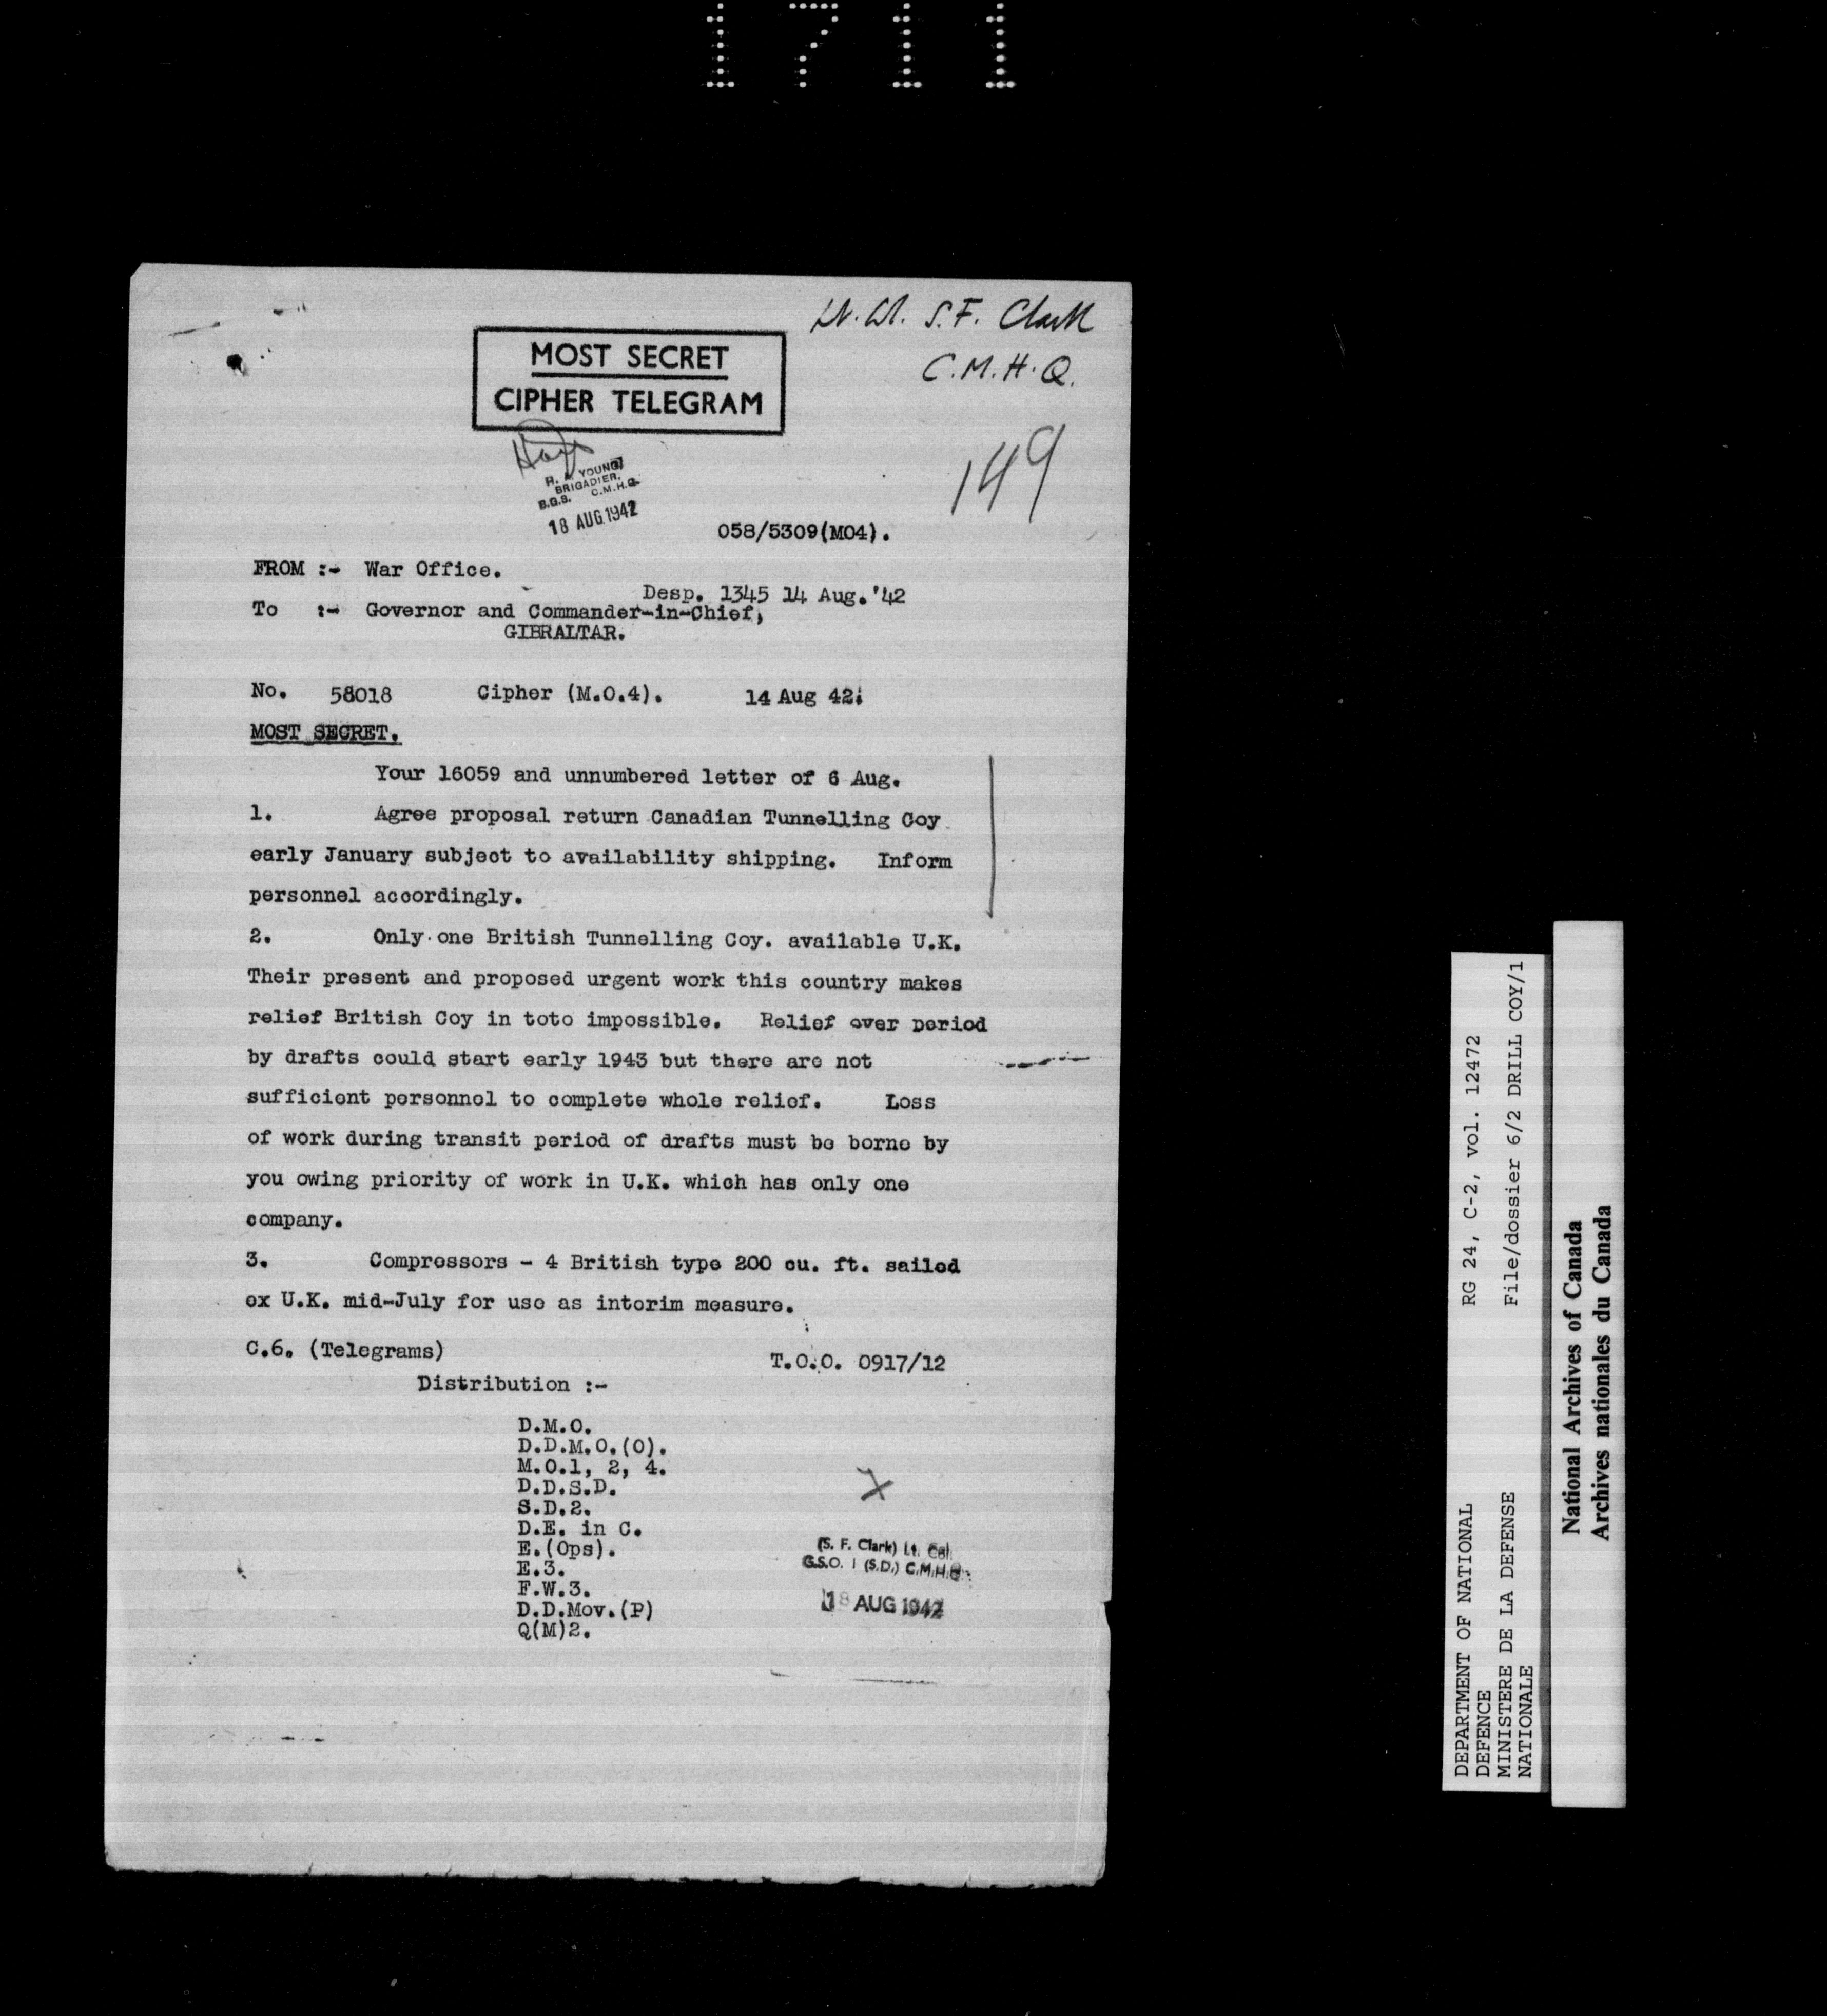 1711
Lt. Col. S.F. Clark
C.M.H.Q.
MOST SECRET
CIPHER TELEGRAM
149
YOUNG
BRIGADIER,
B.G.S. C.M.H.Q.
18 AUG 1942
058/5309(MO4).
FROM :- War Office.
Desp. 1345 14 Aug.'42
To :- Governor and Commander-in-Chief,
GIBRALTAR.
No. 58018 Cipher (M.O.4). 14 Aug 42.
MOST SECRET.
Your 16059 and unnumbered letter of 6 Aug.
1. Agree proposal return Canadian Tunnelling Coy
early January subject to availability shipping. Inform
personnel accordingly.
2. Only one British Tunnelling Coy. available U.K.
Their present and proposed urgent work this country makes
relief British Coy in toto impossible. Relief over period
by drafts could start early 1943 but there are not
sufficient personnel to complete whole relief. Loss
of work during transit period of drafts must be borne by
you owing priority of work in U.K. which has only one
company.
3. Compressors - 4 British type 200 cu. ft. sailed
ex U.K. mid-July for use as interim measure.
C.6. (Telegrams)
T.O.O. 0917/12
Distribution :-
D.M.O.
D.D.M.O.(O).
M.O.1, 2, 4.
D.D.S.D.
S.D.2.
D.E. in C.
E.(Ops).
E.3.
F.W.3.
D.D.Mov.(P)
Q(M)2.
(S. F. Clark) Lt. Col.
G.S.O. 1 (S.D.) C.M.H.Q.
18 AUG 1942
DEPARTMENT OF NATIONAL RG 24, C-2, vol. 12472
DEFENCE
MINISTERE DE LA DEFENSE File/dossier 6/2 DRILL COY/1
NATIONALE
National Archives of Canada
Archives nationales du Canada